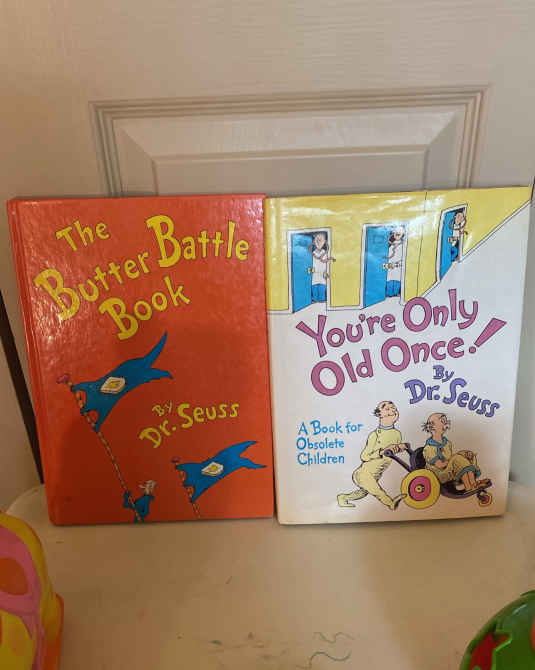 The
Butter Battle
Book
By
Dr. Seuss
You're Only
Old Once!
By
Dr. Seuss
A Book for
Obsolete
Children